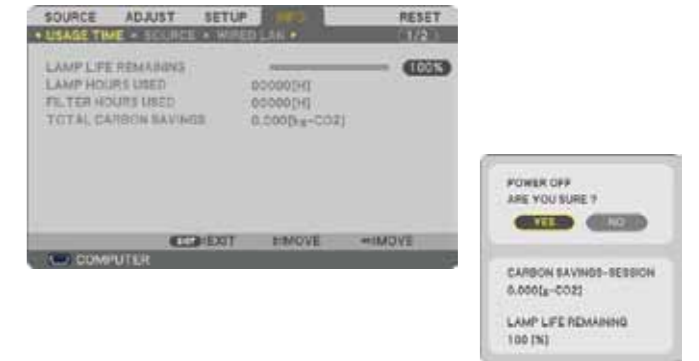 SOURCE ADJUST SETUP INFO. RESET
• USAGE TIME • SOURCE • WIRED LAN • (1/2)
LAMP LIFE REMAINING 100%
LAMP HOURS USED 00000[H]
FILTER HOURS USED 00000[H]
TOTAL CARBON SAVINGS 0.000[kg-CO2]
EXIT :EXIT :MOVE :MOVE
COMPUTER
POWER OFF
ARE YOU SURE ?
YES NO
CARBON SAVINGS-SESSION
0.000[g-CO2]
LAMP LIFE REMAINING
100 [%]